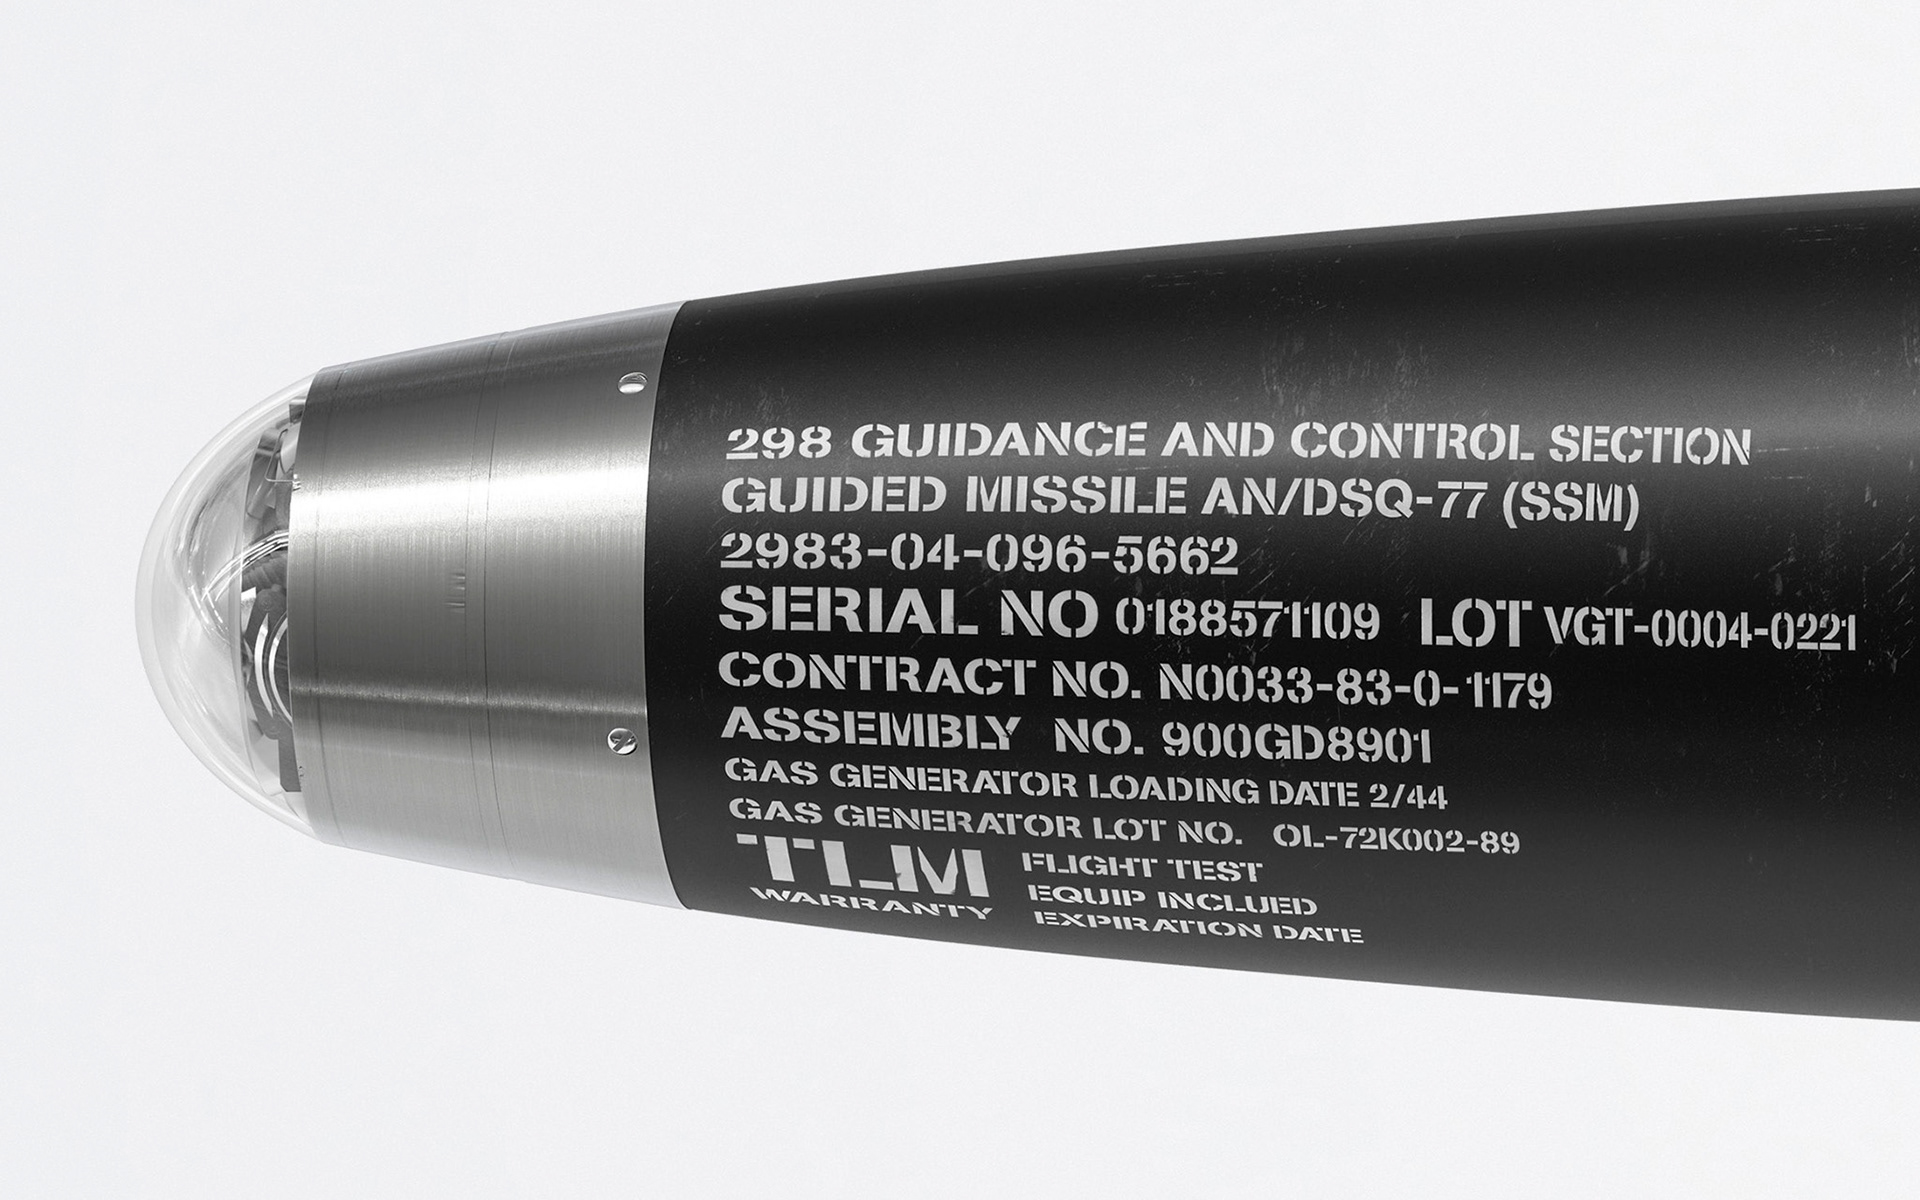 298 GUIDANCE AND CONTROL SECTION
GUIDED MISSILE AN/DSQ-77 (SSM)
2983-04-096-5662
SERIAL NO 0188571109 LOT VGT-0004-0221
CONTRACT NO. N0033-83-0-1179
ASSEMBLY NO. 900GD8901
GAS GENERATOR LOADING DATE 2/44
GAS GENERATOR LOT NO. OL-72K002-89
TLM
WARRANTY
FLIGHT TEST
EQUIP INCLUED
EXPIRATION DATE